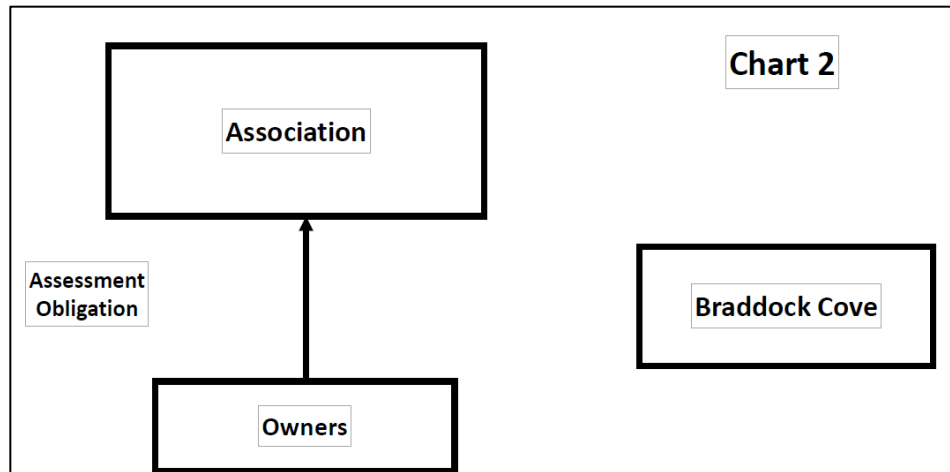 Chart 2
Association
Assessment
Obligation
Braddock Cove
Owners